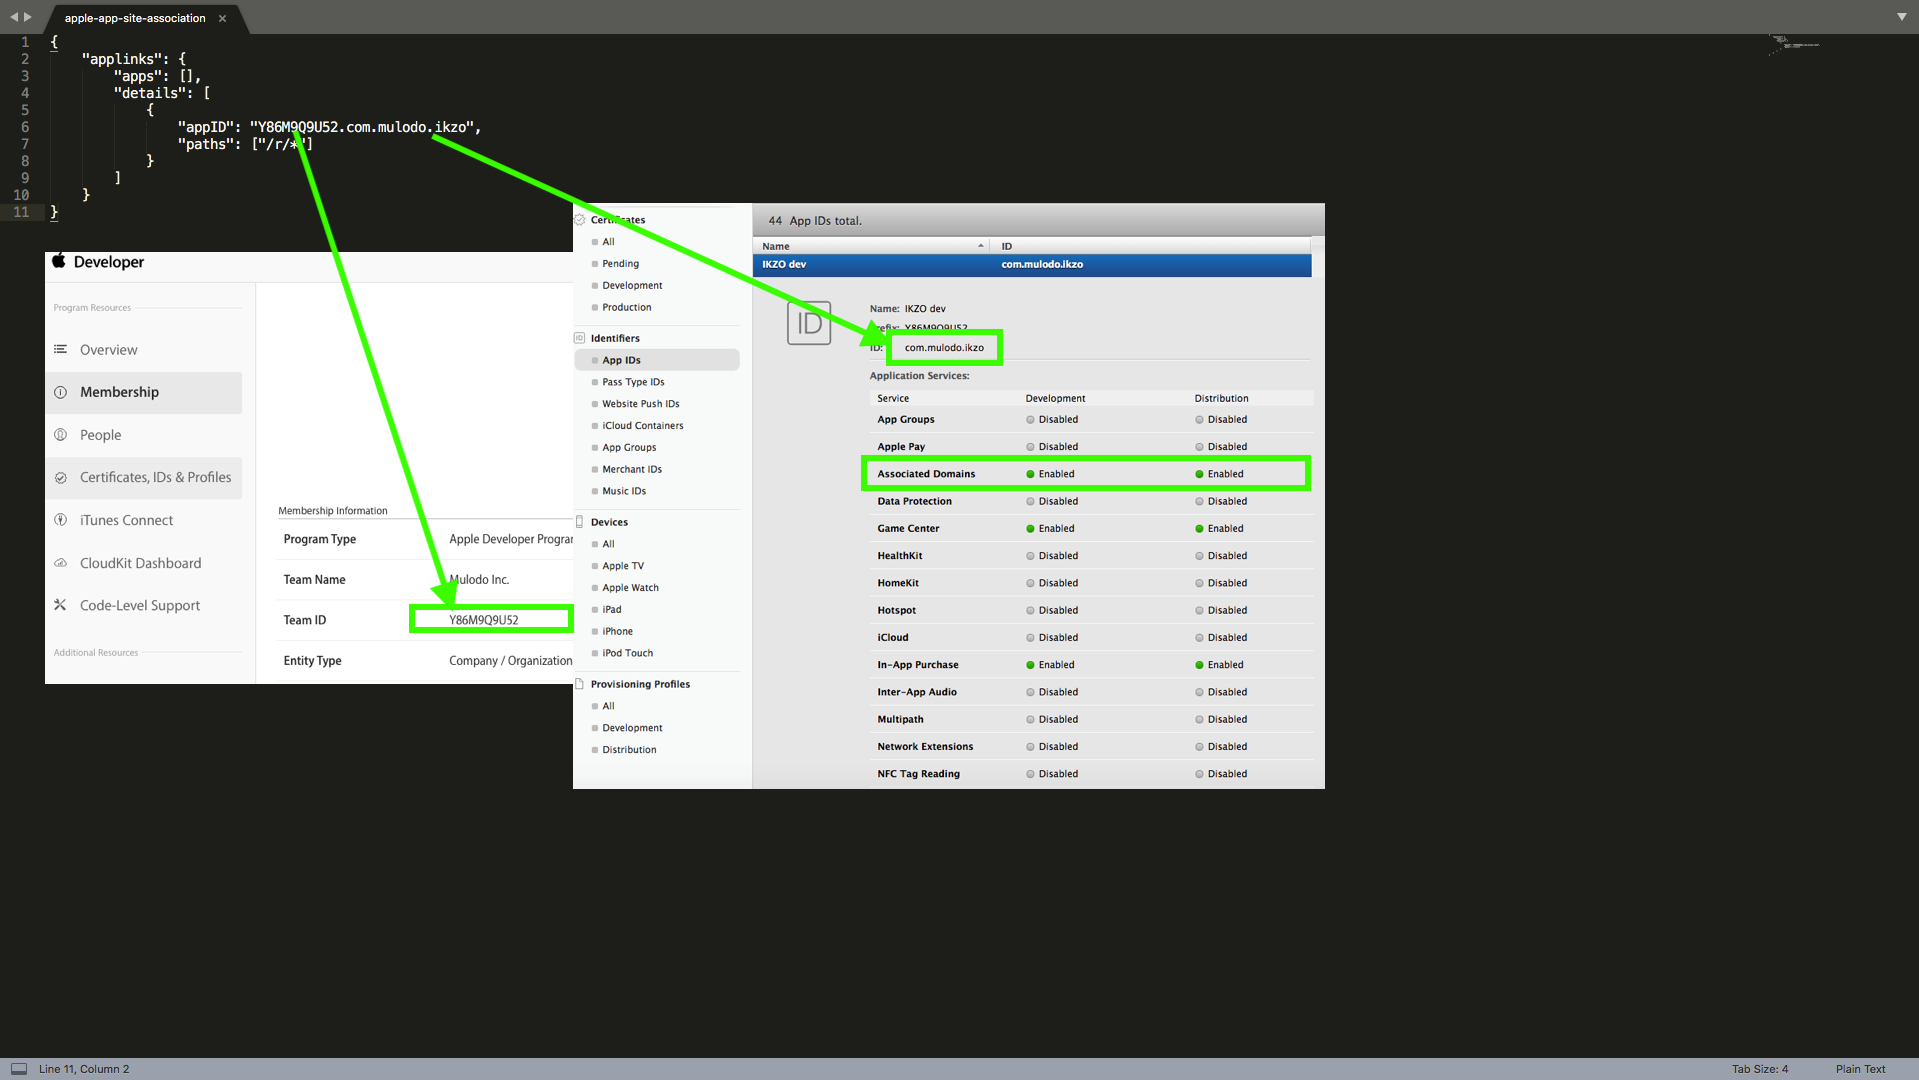 apple-app-site-association ×
1 {
2 "applinks": {
3 "apps": [],
4 "details": [
5 {
6 "appID": "Y86M9Q9U52.com.mulodo.ikzo",
7 "paths": ["/r/*"]
8 }
9 ]
10 }
11 }
Developer
Program Resources
Overview
Membership
People
Certificates, IDs & Profiles
iTunes Connect
CloudKit Dashboard
Code-Level Support
Additional Resources
Membership Information
Program Type Apple Developer Program
Team Name Mulodo Inc.
Team ID Y86M9Q9U52
Entity Type Company / Organization
Certificates
All
Pending
Development
Production
ID Identifiers
App IDs
Pass Type IDs
Website Push IDs
iCloud Containers
App Groups
Merchant IDs
Music IDs
Devices
All
Apple TV
Apple Watch
iPad
iPhone
iPod Touch
Provisioning Profiles
All
Development
Distribution
44 App IDs total.
Name ID
IKZO dev com.mulodo.ikzo
ID
Name: IKZO dev
Prefix: Y86M9Q9U52
ID: com.mulodo.ikzo
Application Services:
Service Development Distribution
App Groups Disabled Disabled
Apple Pay Disabled Disabled
Associated Domains Enabled Enabled
Data Protection Disabled Disabled
Game Center Enabled Enabled
HealthKit Disabled Disabled
HomeKit Disabled Disabled
Hotspot Disabled Disabled
iCloud Disabled Disabled
In-App Purchase Enabled Enabled
Inter-App Audio Disabled Disabled
Multipath Disabled Disabled
Network Extensions Disabled Disabled
NFC Tag Reading Disabled Disabled
Line 11, Column 2
Tab Size: 4 Plain Text